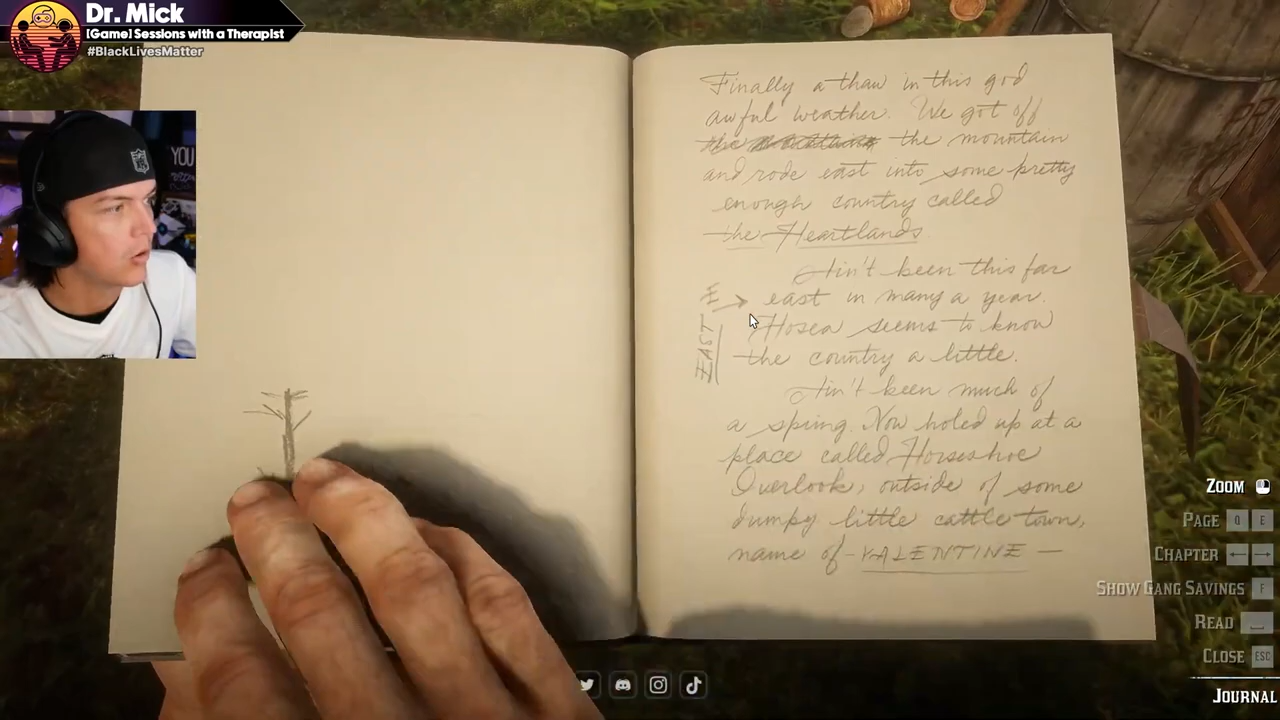 Dr. Mick
[Game] Sessions with a Therapist
#BlackLivesMatter
YOU
Finally a thaw in this god
awful weather. We got off
the mountain
and rode east into some pretty
enough country called
the Heartlands.
Ain't been this far
east in many a year.
Hosea seems to know
the country a little.
E
EAST
Ain't been much of
a spring. Now holed up at a
place called Horseshoe
Overlook, outside of some
dumpy little cattle town,
name of - VALENTINE -
ZOOM
PAGE Q E
CHAPTER ← →
SHOW GANG SAVINGS F
READ
CLOSE ESC
JOURNAL